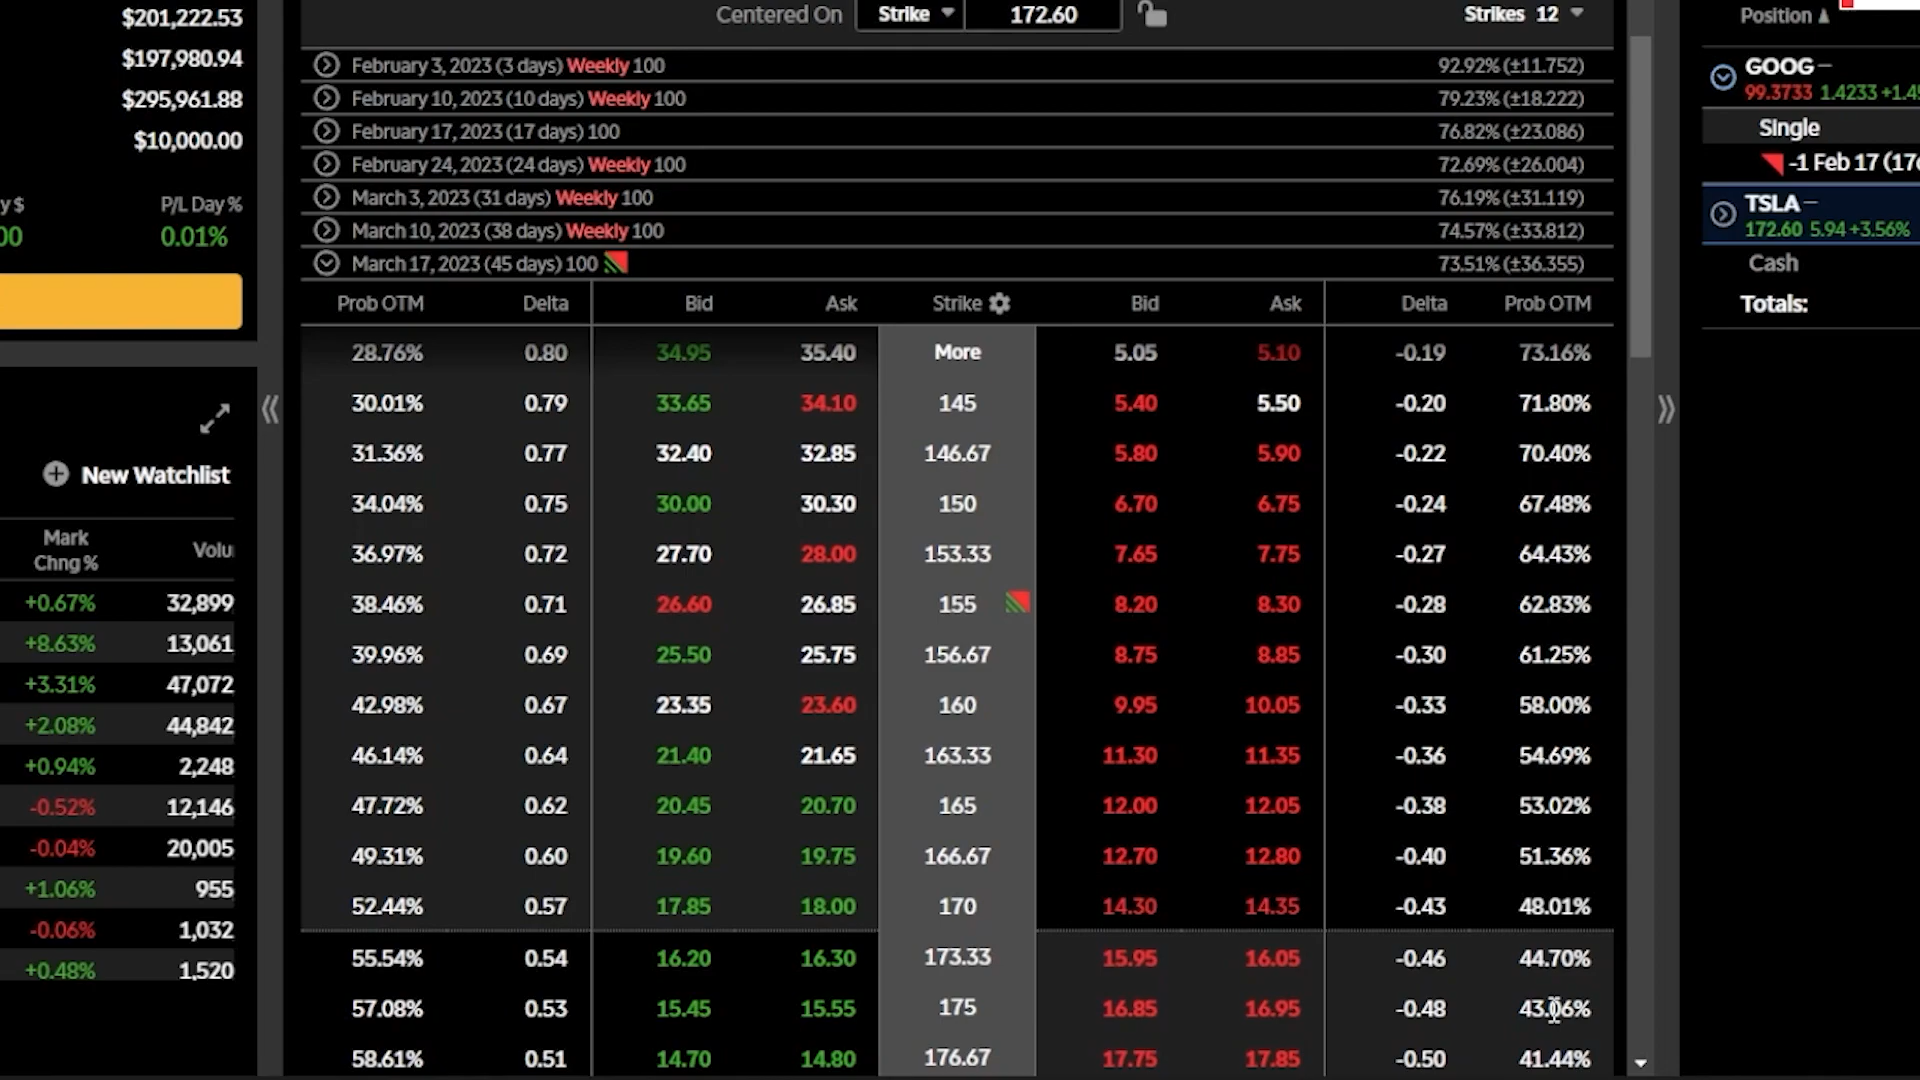 $201,222.53
$197,980.94
$295,961.88
$10,000.00
y $ P/L Day %
00 0.01%
New Watchlist
Mark Chng % Volu
+0.67% 32,899
+8.63% 13,061
+3.31% 47,072
+2.08% 44,842
+0.94% 2,248
-0.52% 12,146
-0.04% 20,005
+1.06% 955
-0.06% 1,032
+0.48% 1,520
Centered On Strike 172.60 Strikes 12
February 3, 2023 (3 days) Weekly 100 92.92% (±11.752)
February 10, 2023 (10 days) Weekly 100 79.23% (±18.222)
February 17, 2023 (17 days) 100 76.82% (±23.086)
February 24, 2023 (24 days) Weekly 100 72.69% (±26.004)
March 3, 2023 (31 days) Weekly 100 76.19% (±31.119)
March 10, 2023 (38 days) Weekly 100 74.57% (±33.812)
March 17, 2023 (45 days) 100 73.51% (±36.355)
Prob OTM Delta Bid Ask Strike Bid Ask Delta Prob OTM
28.76% 0.80 34.95 35.40 More 5.05 5.10 -0.19 73.16%
30.01% 0.79 33.65 34.10 145 5.40 5.50 -0.20 71.80%
31.36% 0.77 32.40 32.85 146.67 5.80 5.90 -0.22 70.40%
34.04% 0.75 30.00 30.30 150 6.70 6.75 -0.24 67.48%
36.97% 0.72 27.70 28.00 153.33 7.65 7.75 -0.27 64.43%
38.46% 0.71 26.60 26.85 155 8.20 8.30 -0.28 62.83%
39.96% 0.69 25.50 25.75 156.67 8.75 8.85 -0.30 61.25%
42.98% 0.67 23.35 23.60 160 9.95 10.05 -0.33 58.00%
46.14% 0.64 21.40 21.65 163.33 11.30 11.35 -0.36 54.69%
47.72% 0.62 20.45 20.70 165 12.00 12.05 -0.38 53.02%
49.31% 0.60 19.60 19.75 166.67 12.70 12.80 -0.40 51.36%
52.44% 0.57 17.85 18.00 170 14.30 14.35 -0.43 48.01%
55.54% 0.54 16.20 16.30 173.33 15.95 16.05 -0.46 44.70%
57.08% 0.53 15.45 15.55 175 16.85 16.95 -0.48 43.06%
58.61% 0.51 14.70 14.80 176.67 17.75 17.85 -0.50 41.44%
Position
GOOG
99.3733 1.4233 +1.45
Single
-1 Feb 17 (17d
TSLA
172.60 5.94 +3.56%
Cash
Totals: